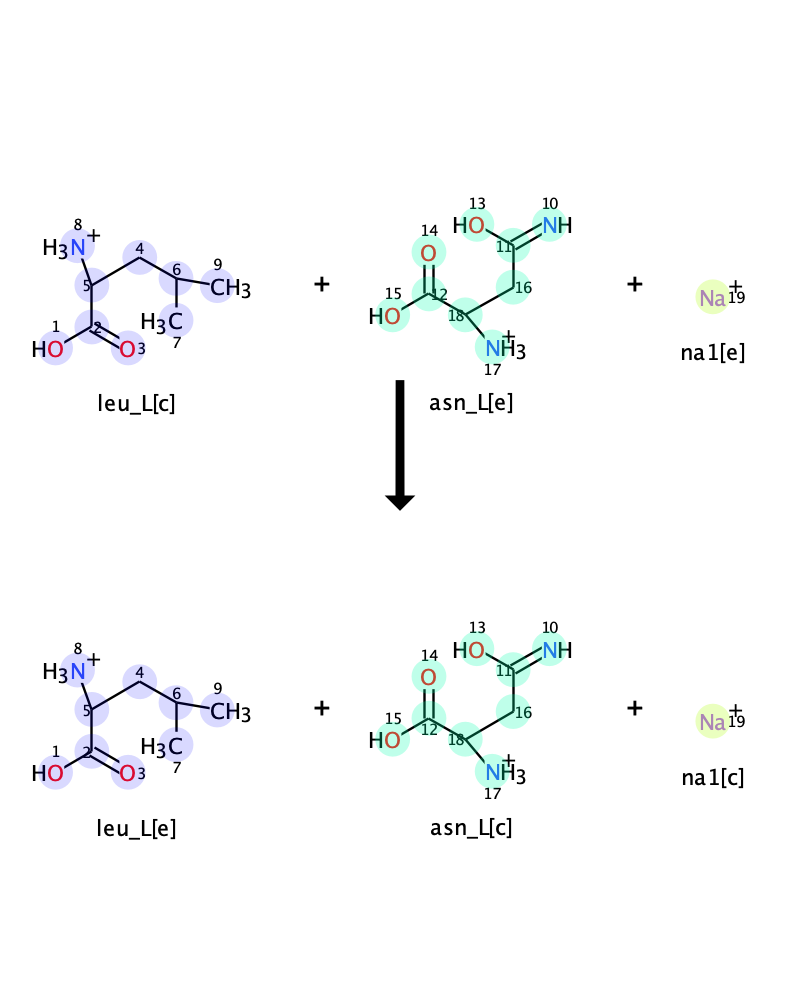 8 H₃N + 4 6 9 CH₃ 5 H₃C 7 1 HO 2 O 3
+
13 HO 10 NH 11 14 O 16 15 HO 12 18 NH₃ + 17
+
Na + 19
leu_L[c]
asn_L[e]
na1[e]
8 H₃N + 4 6 9 CH₃ 5 H₃C 7 1 HO 2 O 3
+
13 HO 10 NH 11 14 O 16 15 HO 12 18 NH₃ + 17
+
Na + 19
leu_L[e]
asn_L[c]
na1[c]